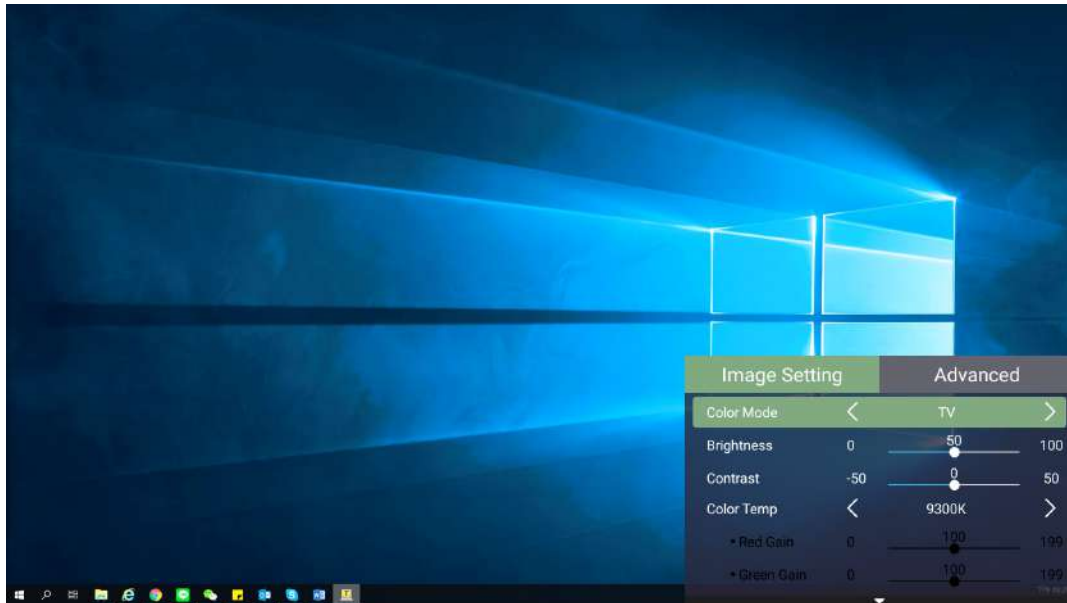 Image Setting Advanced
Color Mode < TV >
Brightness 0 50 100
Contrast -50 0 50
Color Temp < 9300K >
• Red Gain 0 100 199
• Green Gain 0 100 199